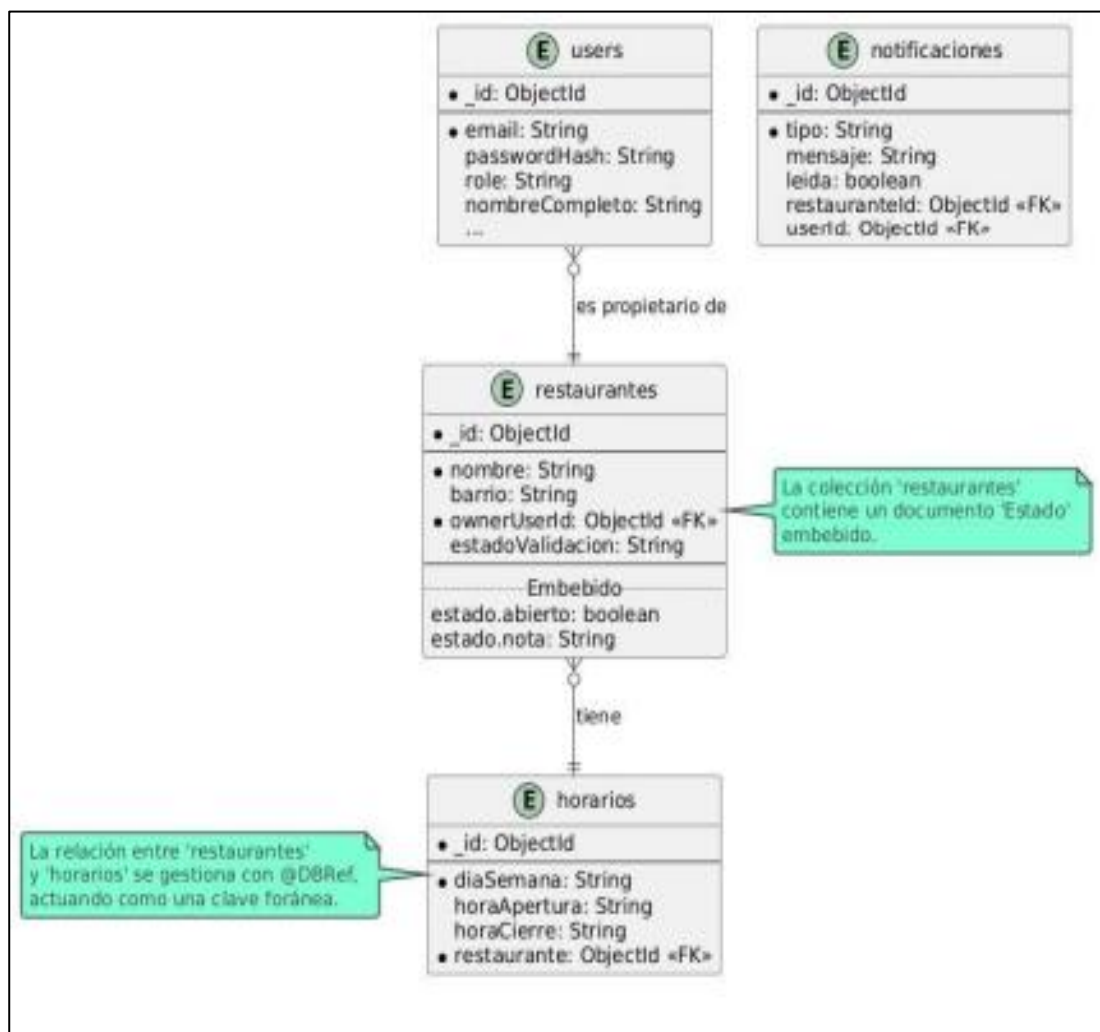 E users
• _id: ObjectId
• email: String
passwordHash: String
role: String
nombreCompleto: String
...
E notificaciones
• _id: ObjectId
• tipo: String
mensaje: String
leida: boolean
restauranteId: ObjectId «FK»
userId: ObjectId «FK»
es propietario de
E restaurantes
• _id: ObjectId
• nombre: String
barrio: String
• ownerUserId: ObjectId «FK»
estadoValidacion: String
Embebido
estado.abierto: boolean
estado.nota: String
La colección 'restaurantes'
contiene un documento 'Estado'
embebido.
tiene
E horarios
• _id: ObjectId
• diaSemana: String
horaApertura: String
horaCierre: String
• restaurante: ObjectId «FK»
La relación entre 'restaurantes'
y 'horarios' se gestiona con @DBRef,
actuando como una clave foránea.